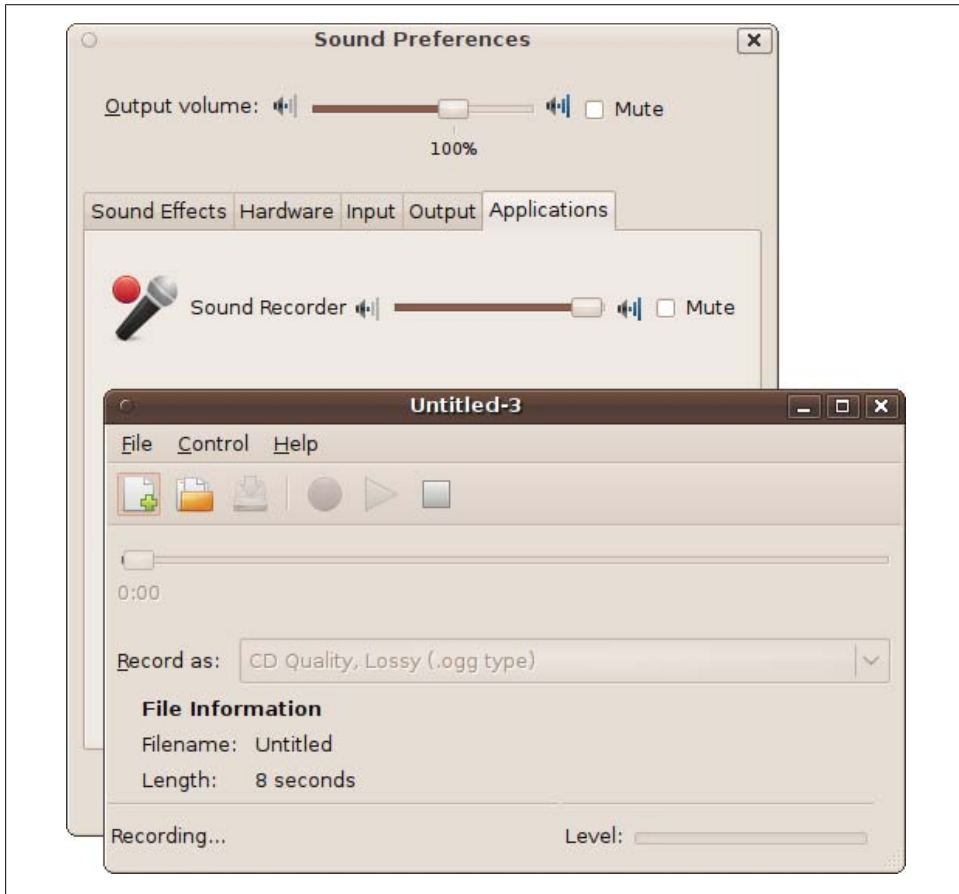 Sound Preferences
Output volume: Mute
100%
Sound Effects Hardware Input Output Applications
Sound Recorder Mute
Untitled-3
File Control Help
0:00
Record as: CD Quality, Lossy (.ogg type)
File Information
Filename: Untitled
Length: 8 seconds
Recording... Level: